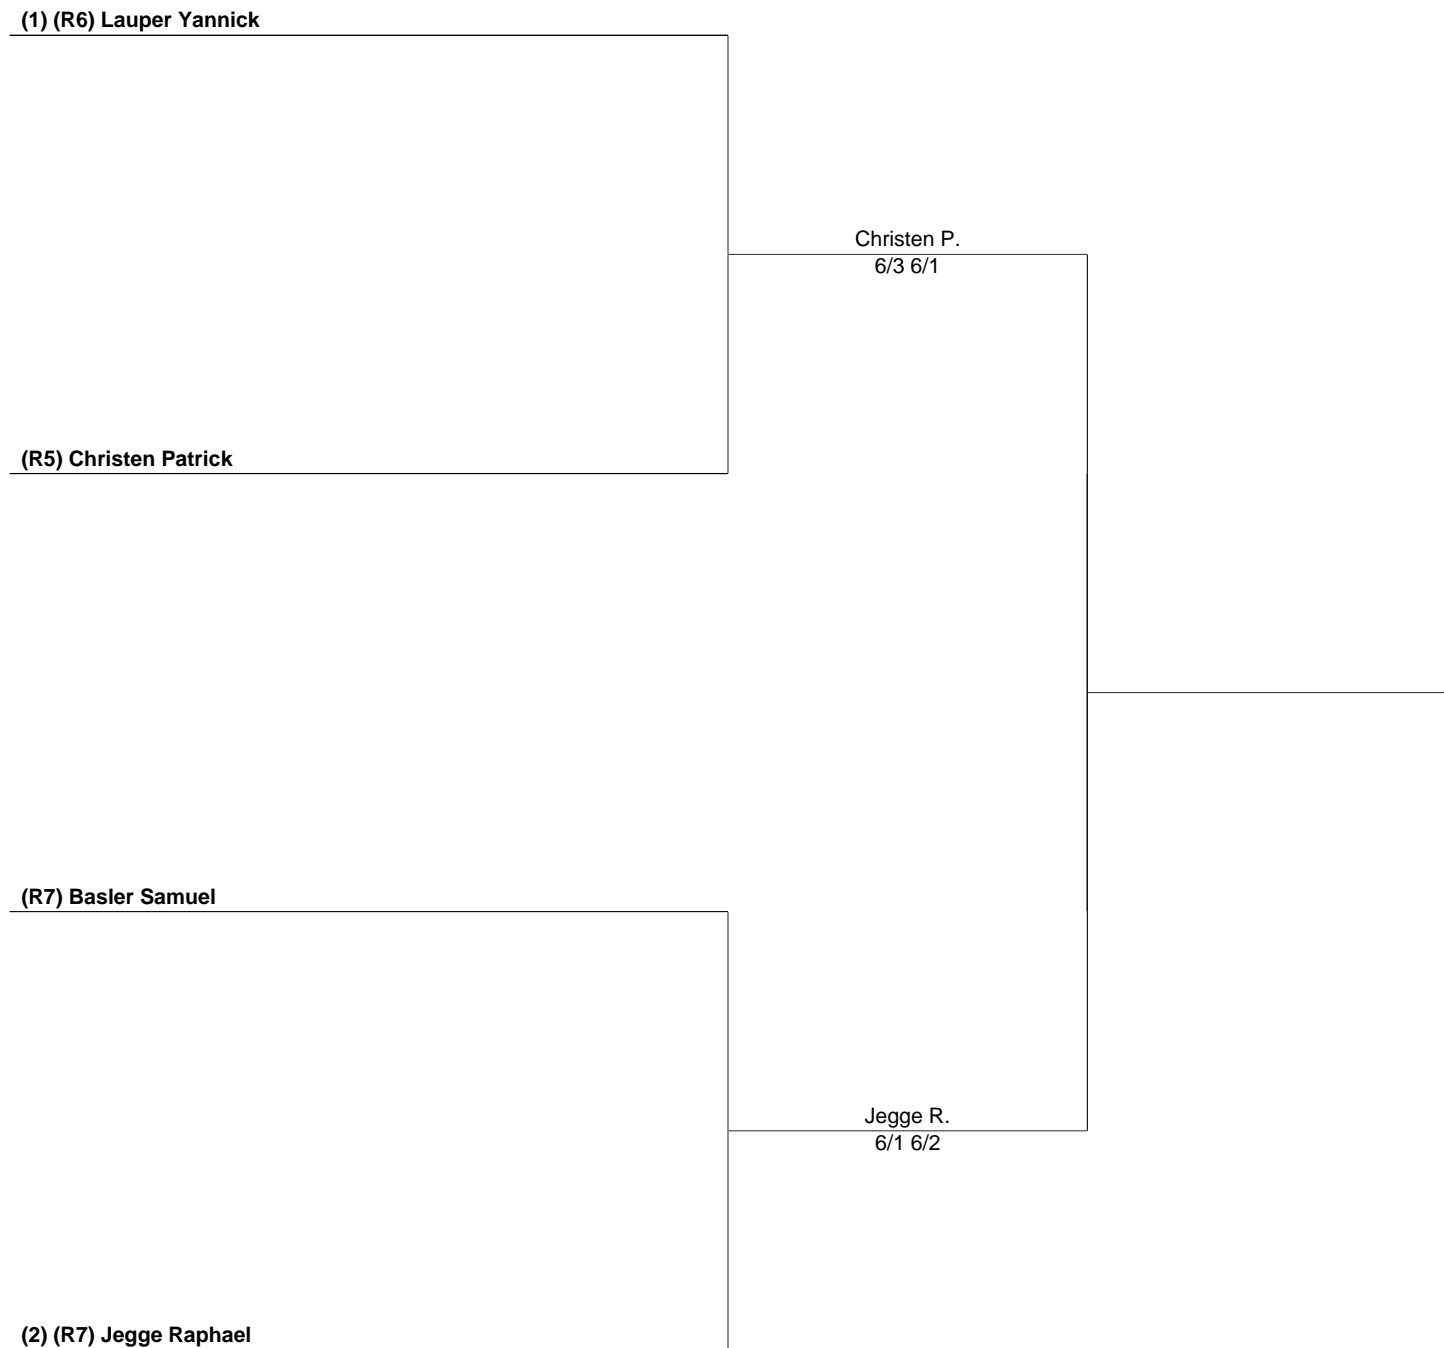 (1) (R6) Lauper Yannick
Christen P.
6/3 6/1
(R5) Christen Patrick
(R7) Basler Samuel
Jegge R.
6/1 6/2
(2) (R7) Jegge Raphael